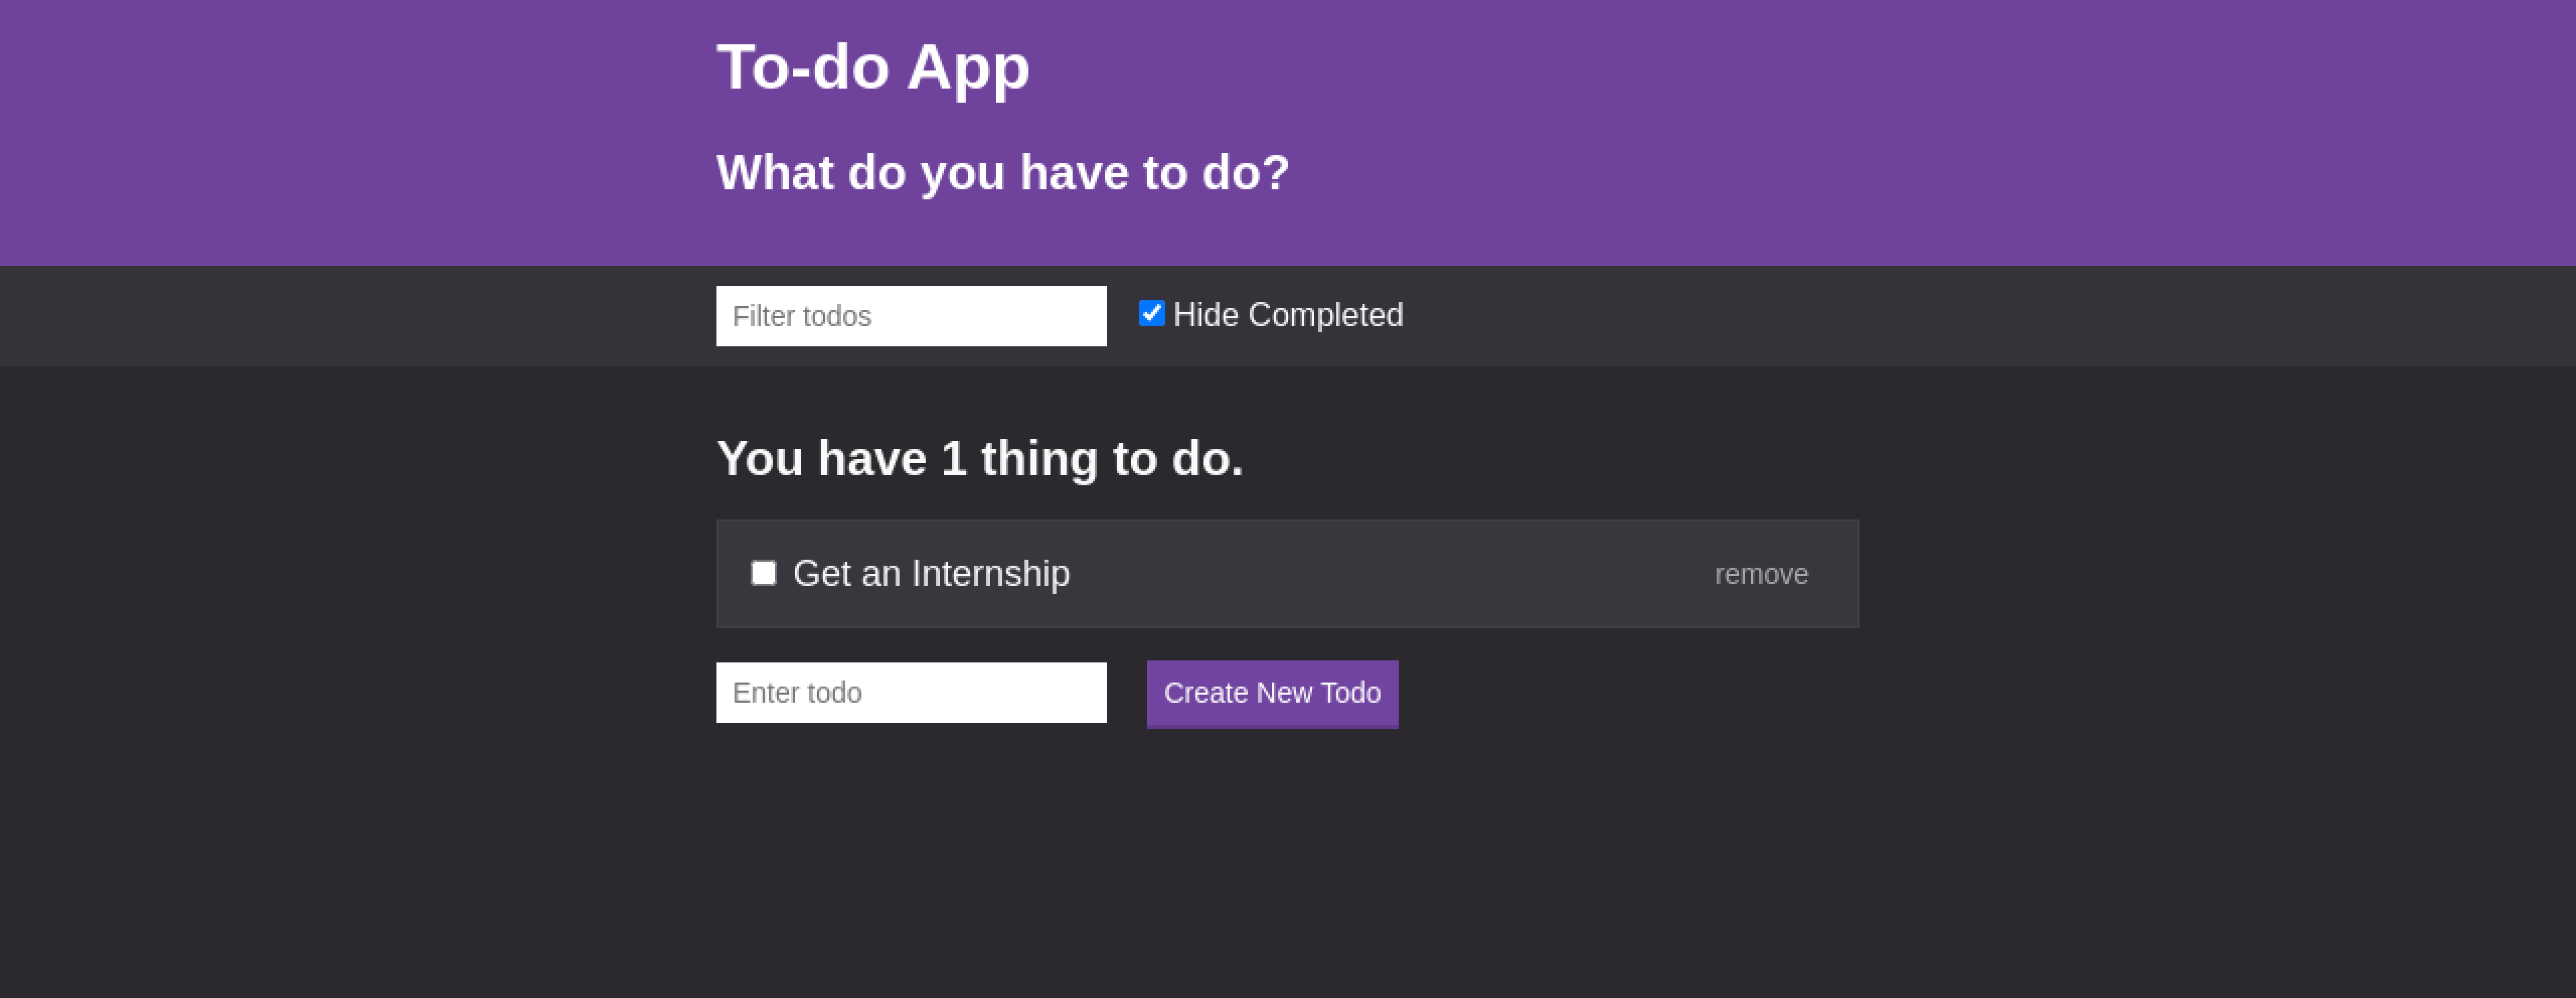 To-do App
What do you have to do?
Filter todos
Hide Completed
You have 1 thing to do.
Get an Internship
remove
Enter todo
Create New Todo